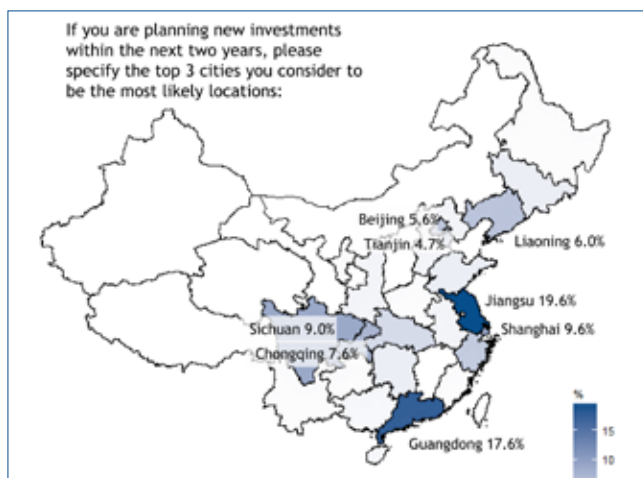 If you are planning new investments
within the next two years, please
specify the top 3 cities you consider to
be the most likely locations:
Beijing 5.6%
Tianjin 4.7%
Liaoning 6.0%
Jiangsu 19.6%
Sichuan 9.0%
Shanghai 9.6%
Chongqing 7.6%
%
15
10
Guangdong 17.6%